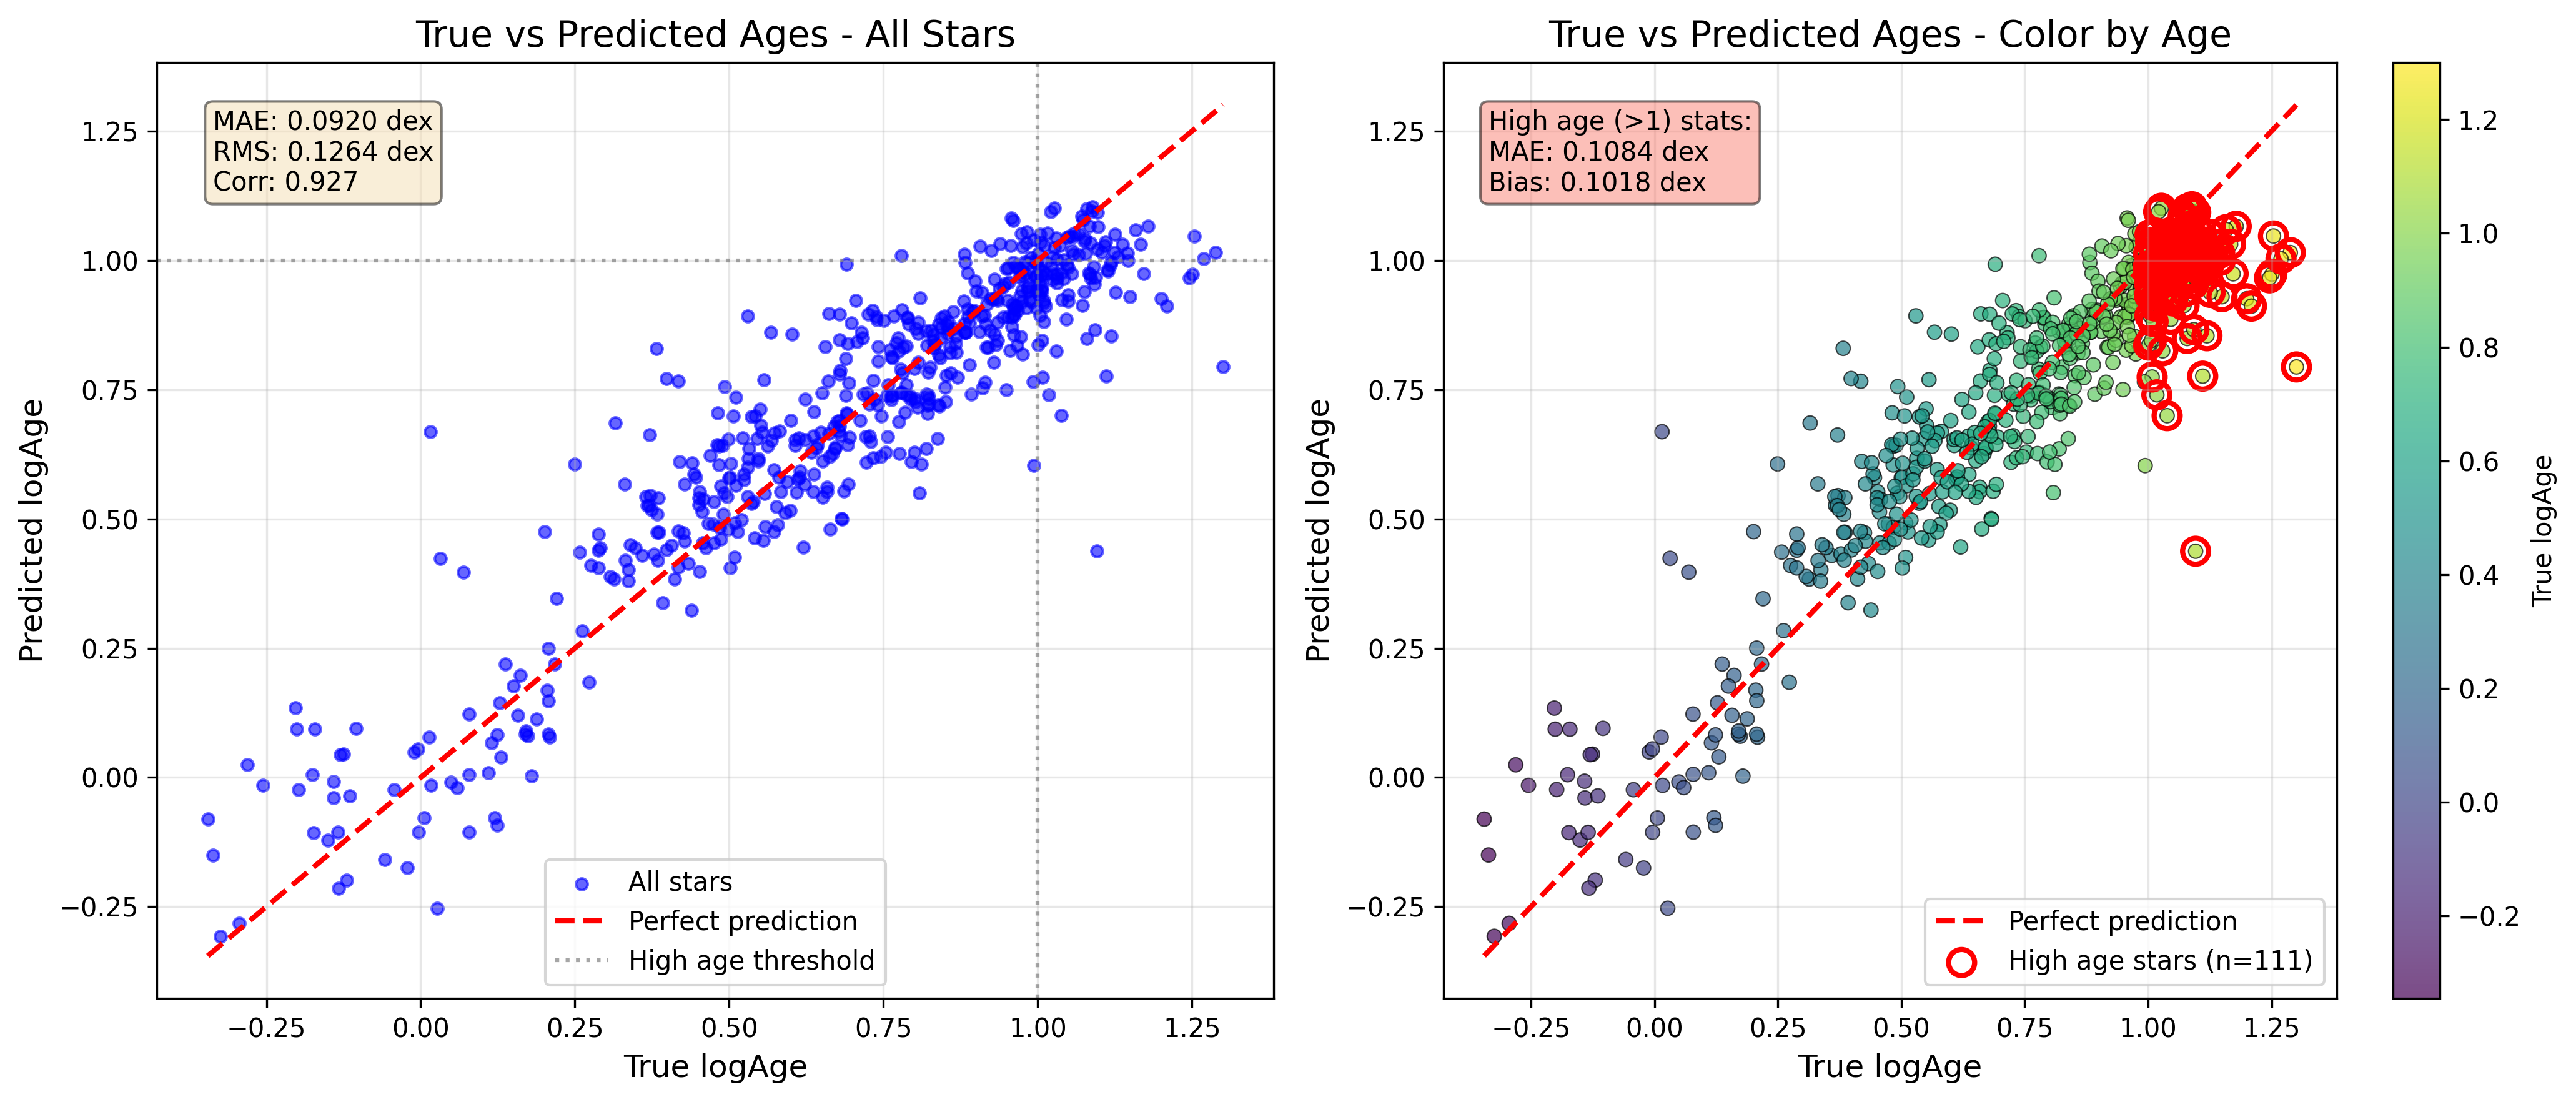 True vs Predicted Ages - All Stars
MAE: 0.0920 dex
RMS: 0.1264 dex
Corr: 0.927
1.25
1.00
0.75
0.50
0.25
0.00
−0.25
Predicted logAge
All stars
Perfect prediction
High age threshold
−0.25
0.00
0.25
0.50
0.75
1.00
1.25
True logAge
True vs Predicted Ages - Color by Age
High age (>1) stats:
MAE: 0.1084 dex
Bias: 0.1018 dex
1.25
1.00
0.75
0.50
0.25
0.00
−0.25
Predicted logAge
Perfect prediction
High age stars (n=111)
−0.25
0.00
0.25
0.50
0.75
1.00
1.25
True logAge
1.2
1.0
0.8
0.6
0.4
0.2
0.0
−0.2
True logAge